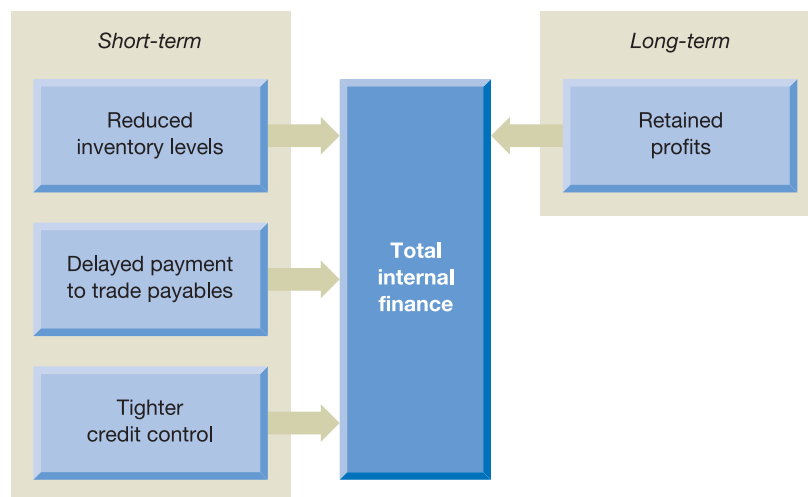 Short-term
Reduced
inventory levels
Delayed payment
to trade payables
Tighter
credit control
Total
internal
finance
Long-term
Retained
profits